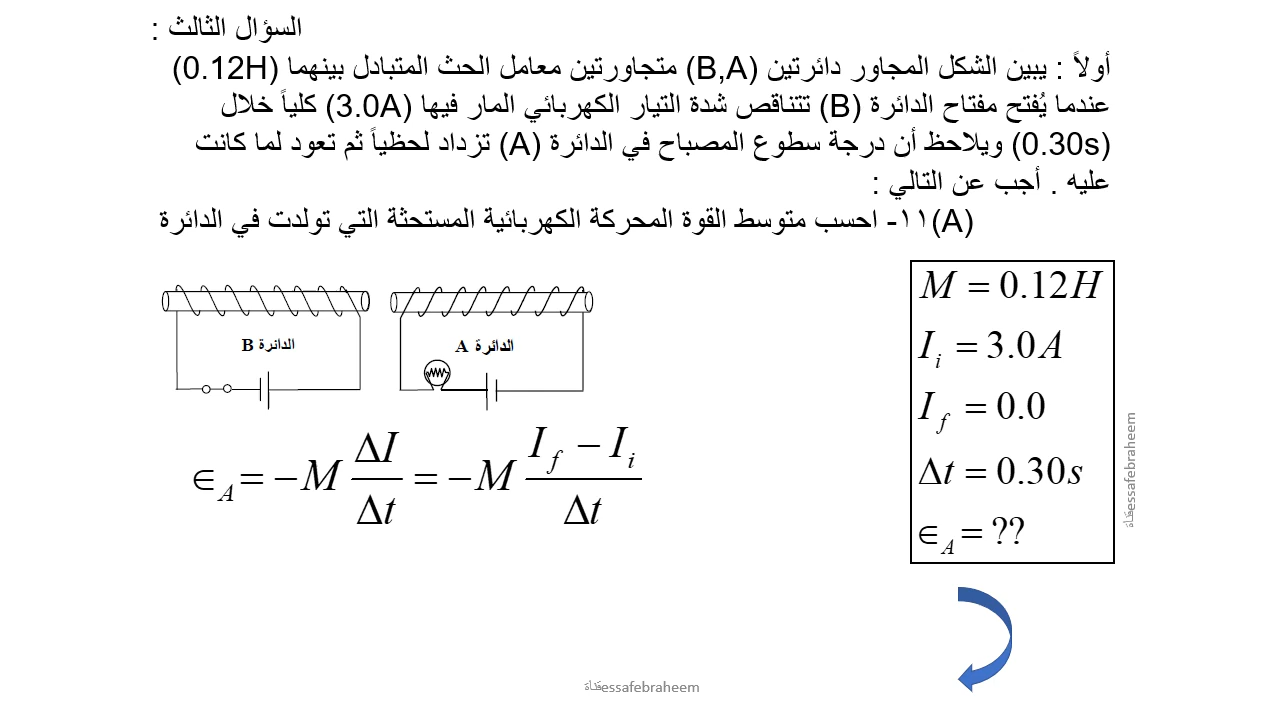 السؤال الثالث :
أولاً : يبين الشكل المجاور دائرتين (B,A) متجاورتين معامل الحث المتبادل بينهما (0.12H)
عندما يُفتح مفتاح الدائرة (B) تتناقص شدة التيار الكهربائي المار فيها (3.0A) كلياً خلال
(0.30s) ويلاحظ أن درجة سطوع المصباح في الدائرة (A) تزداد لحظياً ثم تعود لما كانت
عليه . أجب عن التالي :
(A)١١- احسب متوسط القوة المحركة الكهربائية المستحثة التي تولدت في الدائرة
M = 0.12H
I_i = 3.0A
I_f = 0.0
Δt = 0.30s
∈_A = ??
الدائرة B
الدائرة A
∈_A = −M ΔI/Δt = −M (I_f − I_i)/Δt
قناة essafebraheem
قناة essafebraheem